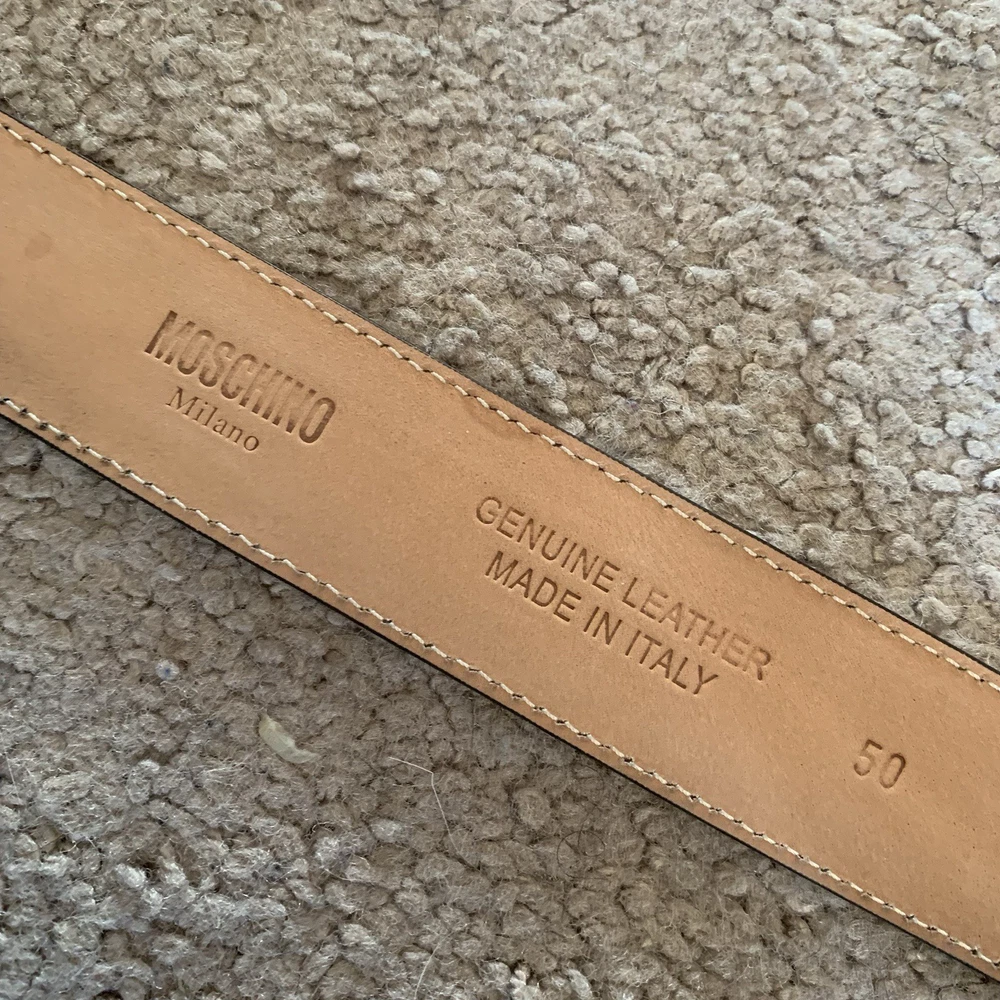 MOSCHINO
Milano
GENUINE LEATHER
MADE IN ITALY
50